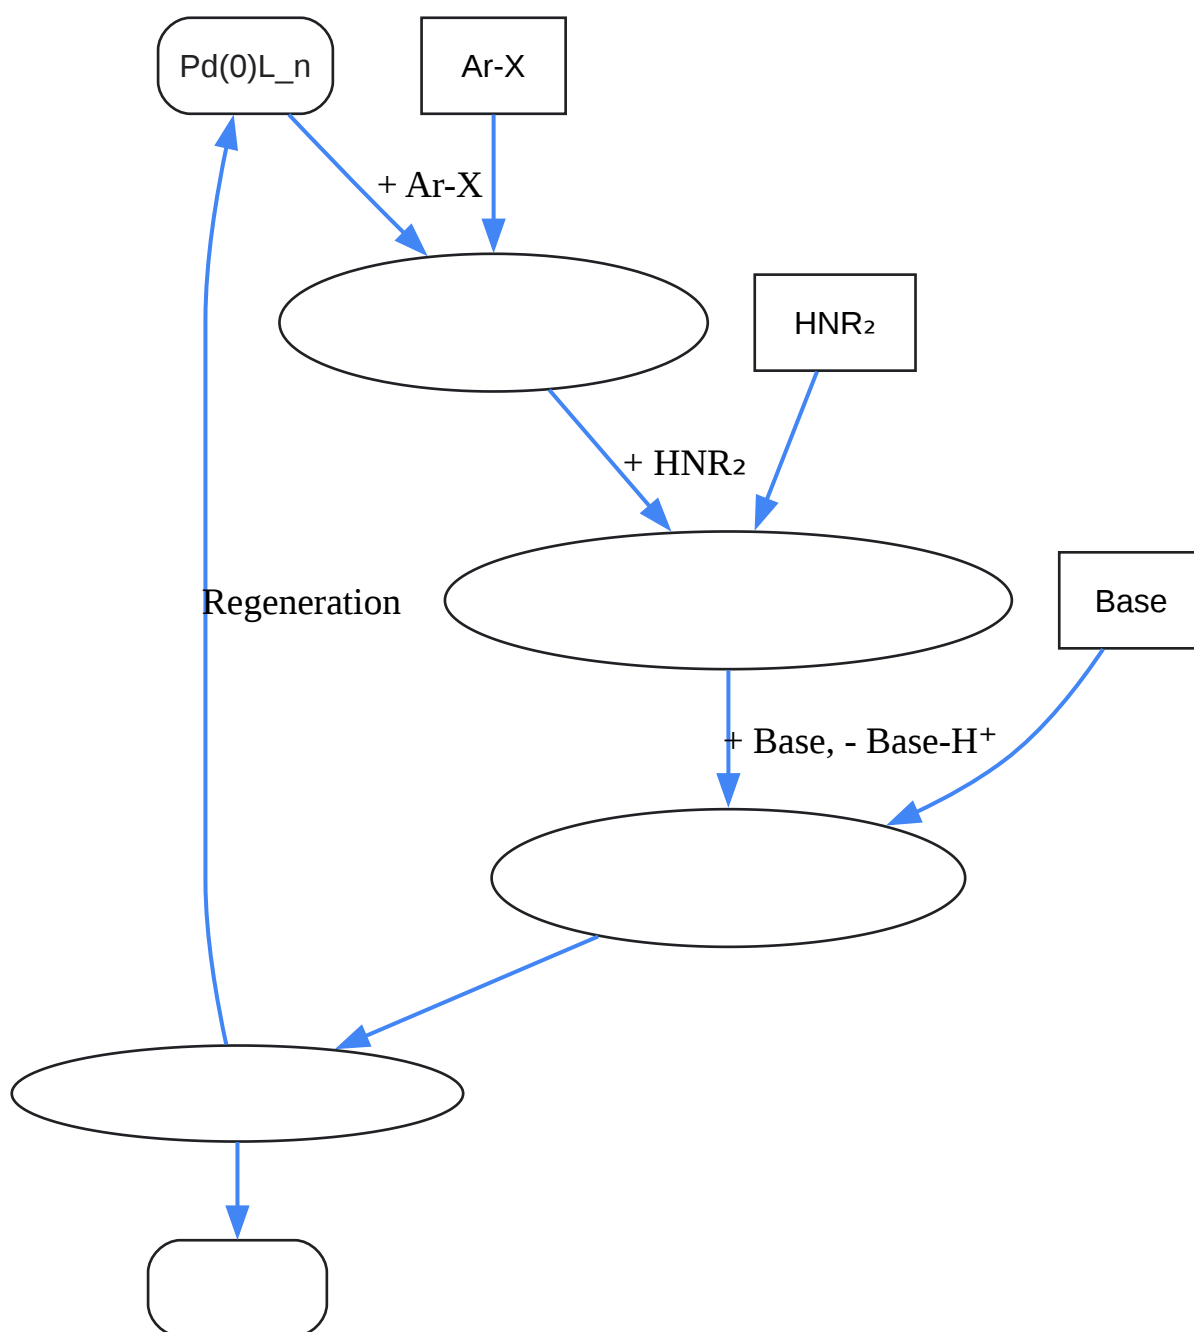 Pd(0)L_n
Ar-X
+ Ar-X
HNR₂
+ HNR₂
Regeneration
Base
+ Base, - Base-H⁺